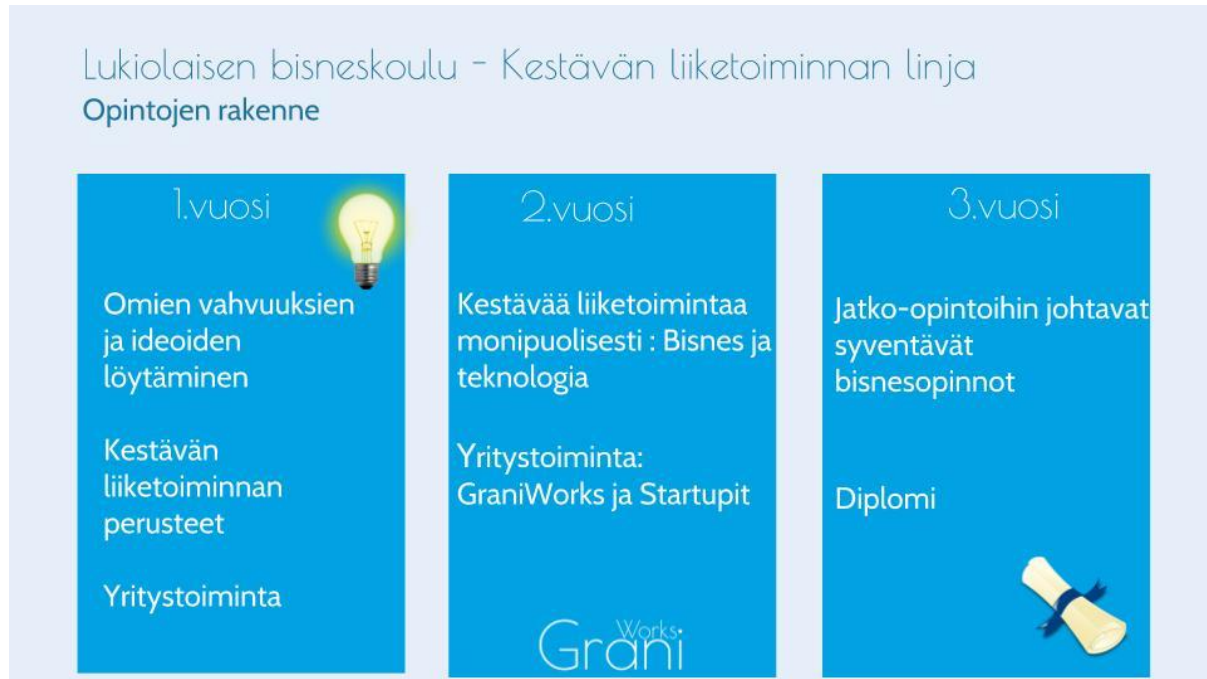 Lukiolaisen bisneskoulu - Kestävän liiketoiminnan linja
Opintojen rakenne
1.vuosi
Omien vahvuuksien
ja ideoiden
löytäminen
Kestävän
liiketoiminnan
perusteet
Yritystoiminta
2.vuosi
Kestävää liiketoimintaa
monipuolisesti : Bisnes ja
teknologia
Yritystoiminta:
GraniWorks ja Startupit
Works
Grani
3.vuosi
Jatko-opintoihin johtavat
syventävät
bisnesopinnot
Diplomi